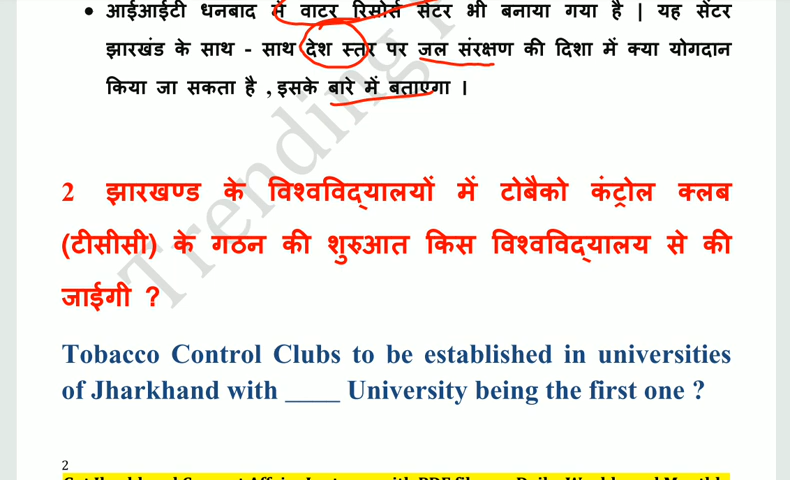 • आईआईटी धनबाद में वाटर रिसोर्स सेंटर भी बनाया गया है | यह सेंटर
झारखंड के साथ - साथ देश स्तर पर जल संरक्षण की दिशा में क्या योगदान
किया जा सकता है , इसके बारे में बताएगा ।
2 झारखण्ड के विश्वविद्यालयों में टोबैको कंट्रोल क्लब
(टीसीसी) के गठन की शुरुआत किस विश्वविद्यालय से की
जाईगी ?
Tobacco Control Clubs to be established in universities
of Jharkhand with ____ University being the first one ?
2
Trending